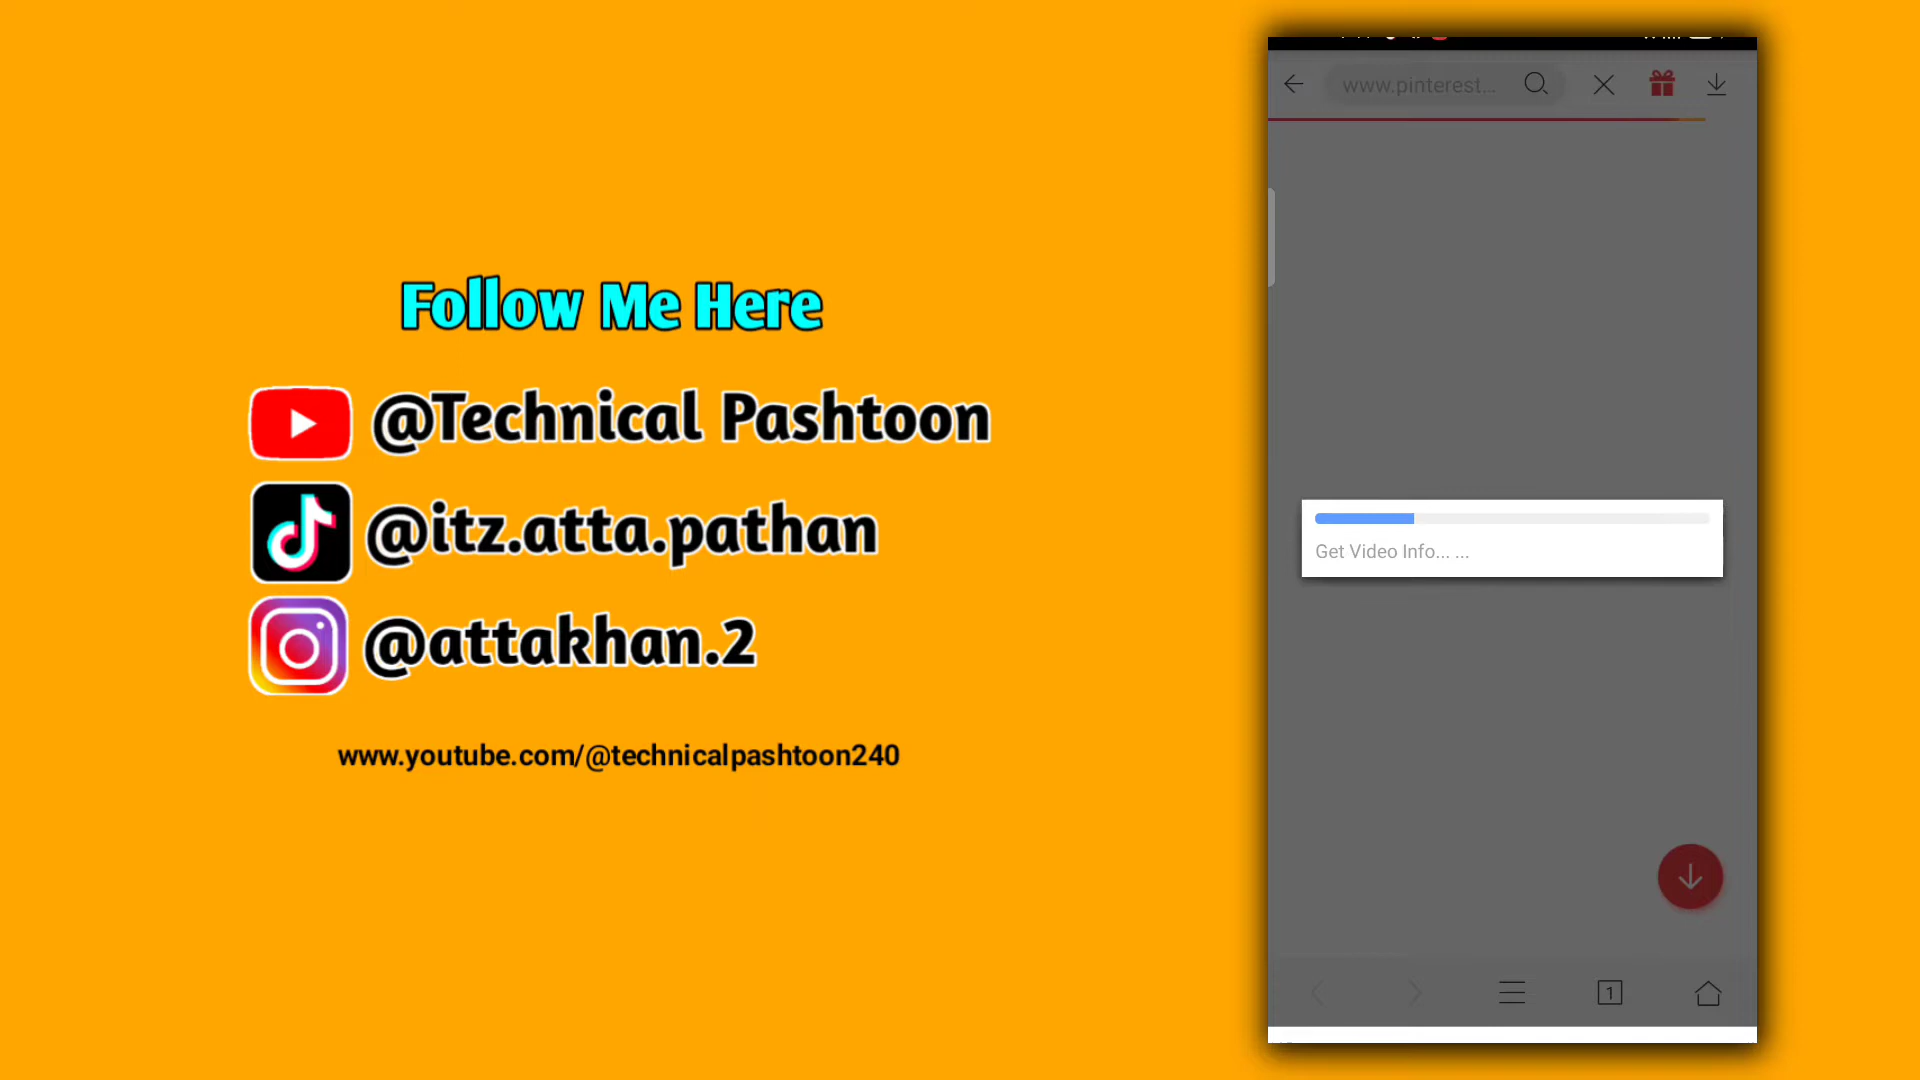 Follow Me Here
@Technical Pashtoon
@itz.atta.pathan
@attakhan.2
www.youtube.com/@technicalpashtoon240
www.pinterest...
Get Video Info... ...
1